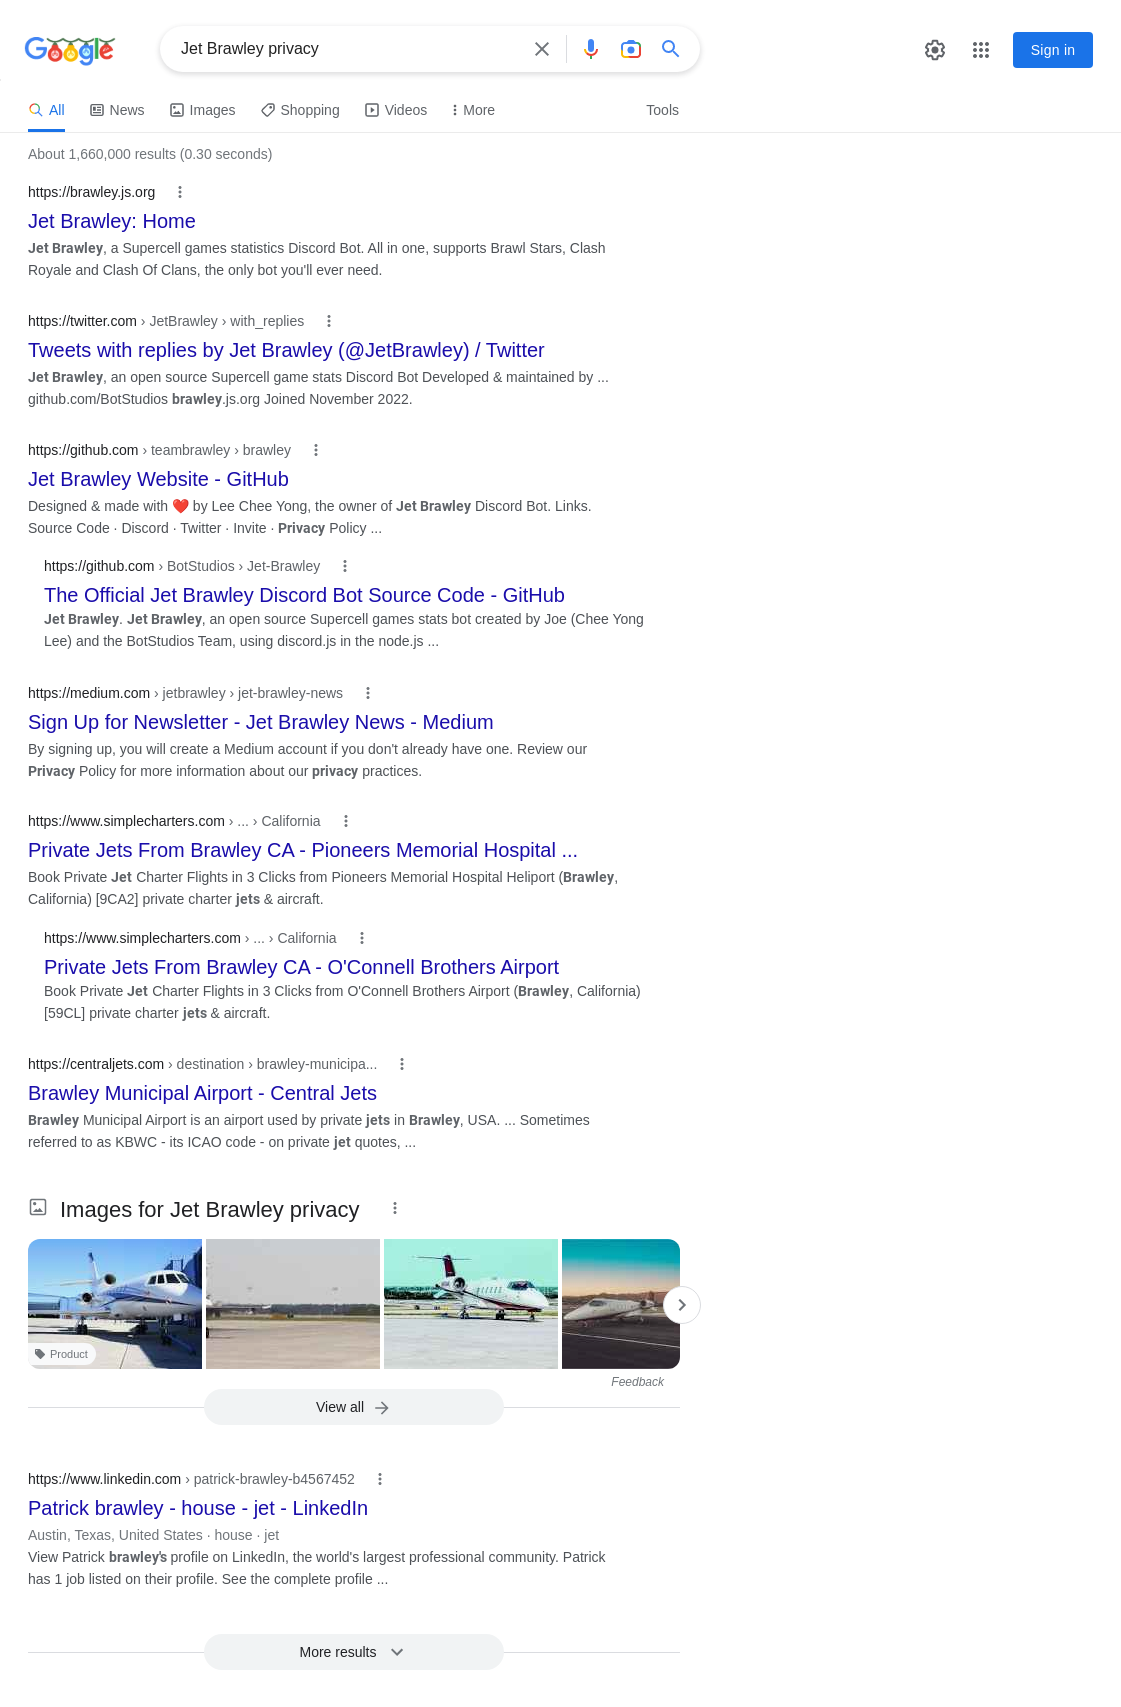 Google
Jet Brawley privacy
Sign in
All
News
Images
Shopping
Videos
More
Tools
About 1,660,000 results (0.30 seconds)
https://brawley.js.org
Jet Brawley: Home
Jet Brawley, a Supercell games statistics Discord Bot. All in one, supports Brawl Stars, Clash
Royale and Clash Of Clans, the only bot you'll ever need.
https://twitter.com › JetBrawley › with_replies
Tweets with replies by Jet Brawley (@JetBrawley) / Twitter
Jet Brawley, an open source Supercell game stats Discord Bot Developed & maintained by ...
github.com/BotStudios brawley.js.org Joined November 2022.
https://github.com › teambrawley › brawley
Jet Brawley Website - GitHub
Designed & made with ❤️ by Lee Chee Yong, the owner of Jet Brawley Discord Bot. Links.
Source Code · Discord · Twitter · Invite · Privacy Policy ...
https://github.com › BotStudios › Jet-Brawley
The Official Jet Brawley Discord Bot Source Code - GitHub
Jet Brawley. Jet Brawley, an open source Supercell games stats bot created by Joe (Chee Yong
Lee) and the BotStudios Team, using discord.js in the node.js ...
https://medium.com › jetbrawley › jet-brawley-news
Sign Up for Newsletter - Jet Brawley News - Medium
By signing up, you will create a Medium account if you don't already have one. Review our
Privacy Policy for more information about our privacy practices.
https://www.simplecharters.com › ... › California
Private Jets From Brawley CA - Pioneers Memorial Hospital ...
Book Private Jet Charter Flights in 3 Clicks from Pioneers Memorial Hospital Heliport (Brawley,
California) [9CA2] private charter jets & aircraft.
https://www.simplecharters.com › ... › California
Private Jets From Brawley CA - O'Connell Brothers Airport
Book Private Jet Charter Flights in 3 Clicks from O'Connell Brothers Airport (Brawley, California)
[59CL] private charter jets & aircraft.
https://centraljets.com › destination › brawley-municipa...
Brawley Municipal Airport - Central Jets
Brawley Municipal Airport is an airport used by private jets in Brawley, USA. ... Sometimes
referred to as KBWC - its ICAO code - on private jet quotes, ...
Images for Jet Brawley privacy
Product
Feedback
View all
https://www.linkedin.com › patrick-brawley-b4567452
Patrick brawley - house - jet - LinkedIn
Austin, Texas, United States · house · jet
View Patrick brawley's profile on LinkedIn, the world's largest professional community. Patrick
has 1 job listed on their profile. See the complete profile ...
More results